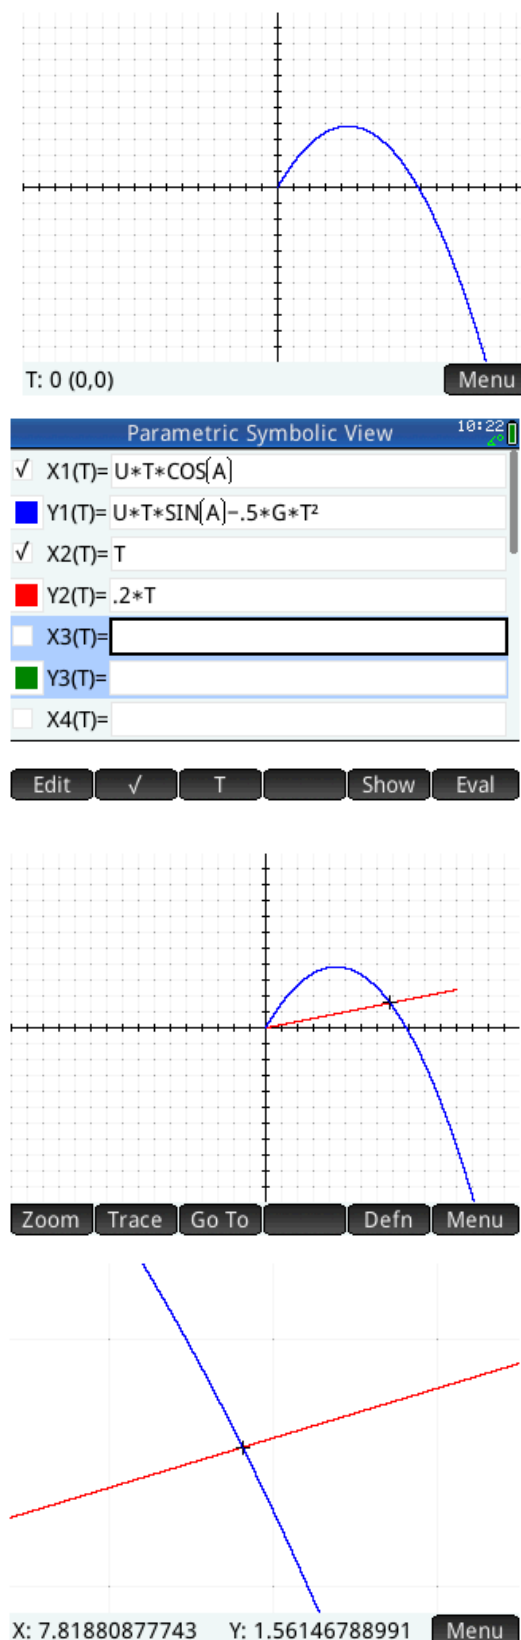 T: 0 (0,0) Menu
Parametric Symbolic View 10:22
√ X1(T)= U*T*COS(A)
Y1(T)= U*T*SIN(A)−.5*G*T²
√ X2(T)= T
Y2(T)= .2*T
X3(T)=
Y3(T)=
X4(T)=
Edit √ T Show Eval
Zoom Trace Go To Defn Menu
X: 7.81880877743 Y: 1.56146788991 Menu